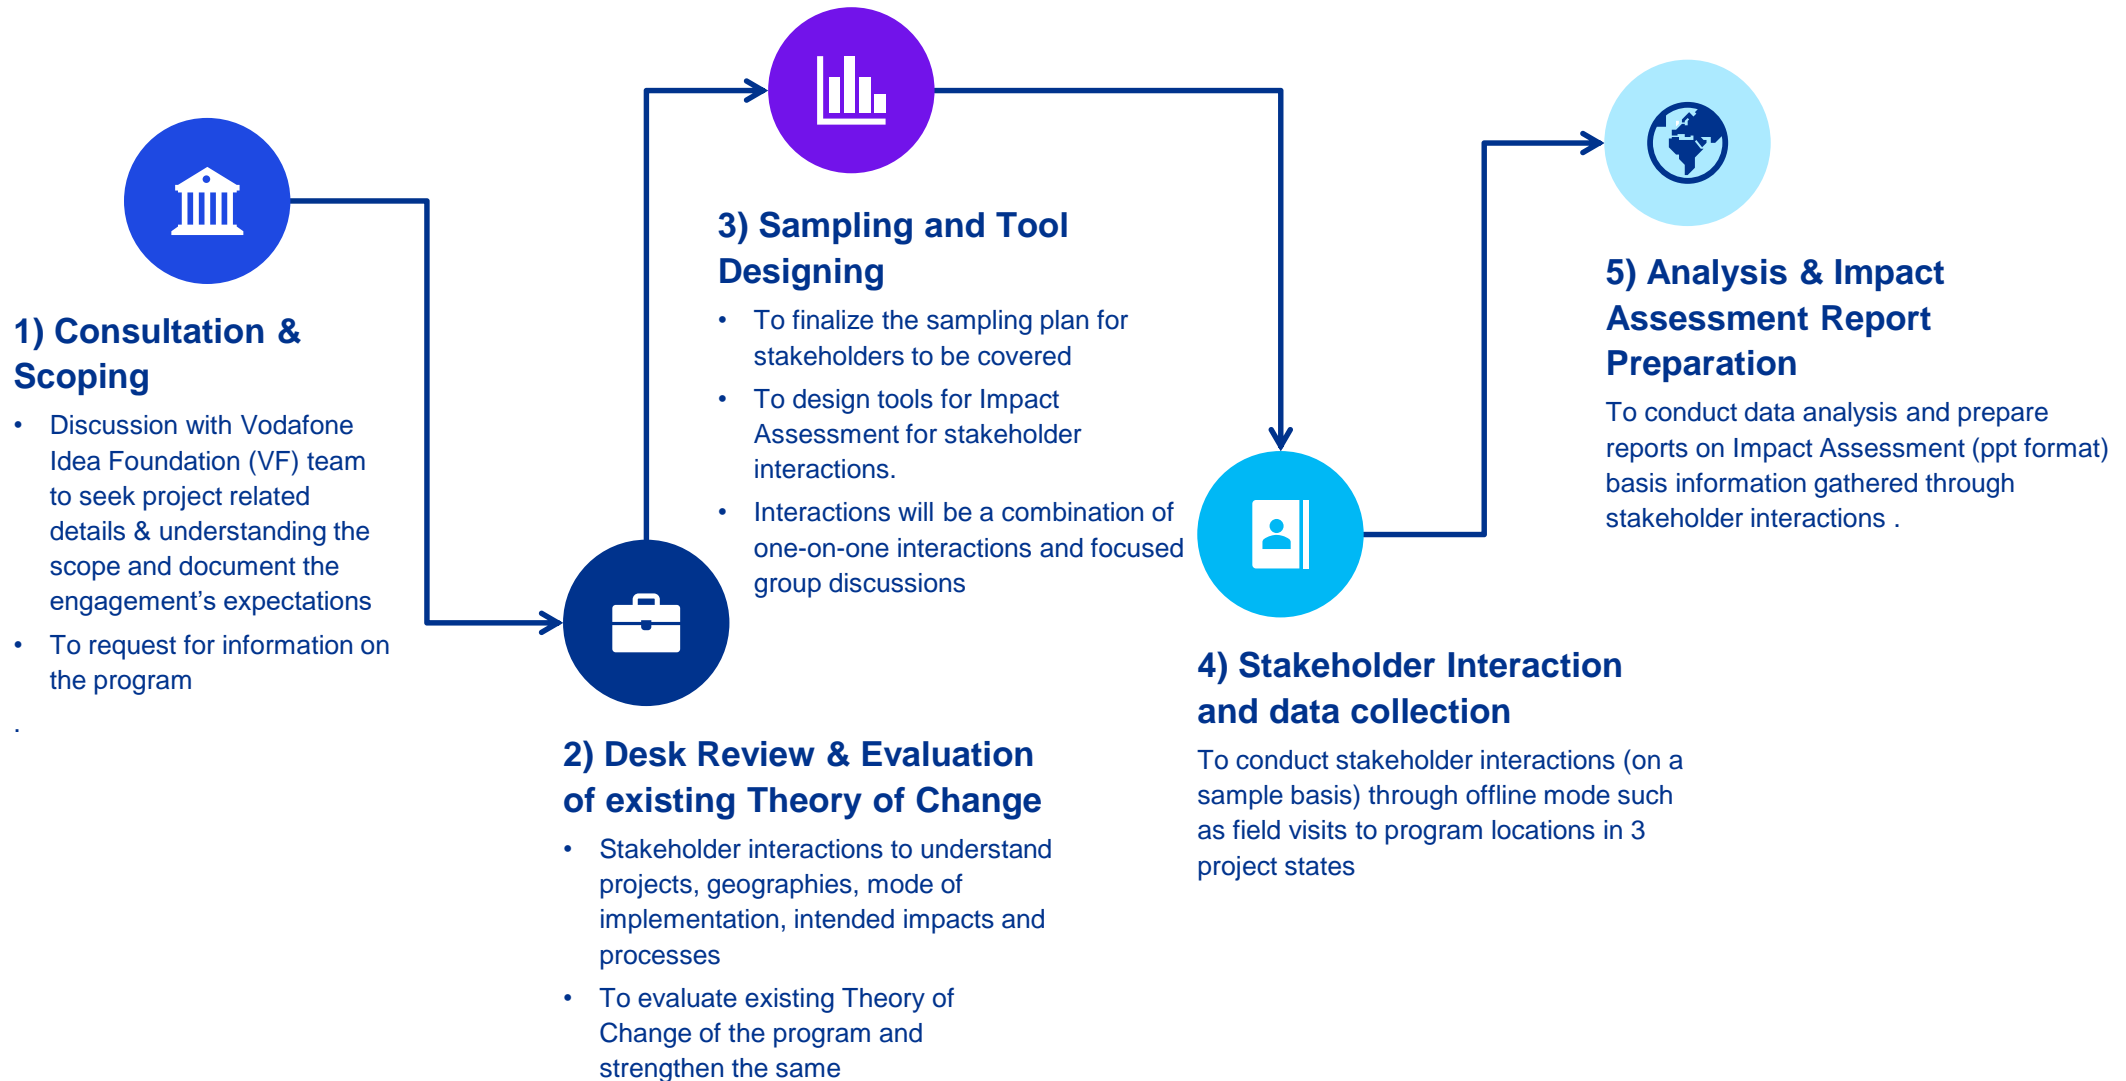 1) Consultation &
Scoping
• Discussion with Vodafone
Idea Foundation (VF) team
to seek project related
details & understanding the
scope and document the
engagement’s expectations
• To request for information on
the program
.
2) Desk Review & Evaluation
of existing Theory of Change
• Stakeholder interactions to understand
projects, geographies, mode of
implementation, intended impacts and
processes
• To evaluate existing Theory of
Change of the program and
strengthen the same
3) Sampling and Tool
Designing
• To finalize the sampling plan for
stakeholders to be covered
• To design tools for Impact
Assessment for stakeholder
interactions.
• Interactions will be a combination of
one-on-one interactions and focused
group discussions
4) Stakeholder Interaction
and data collection
To conduct stakeholder interactions (on a
sample basis) through offline mode such
as field visits to program locations in 3
project states
5) Analysis & Impact
Assessment Report
Preparation
To conduct data analysis and prepare
reports on Impact Assessment (ppt format)
basis information gathered through
stakeholder interactions .